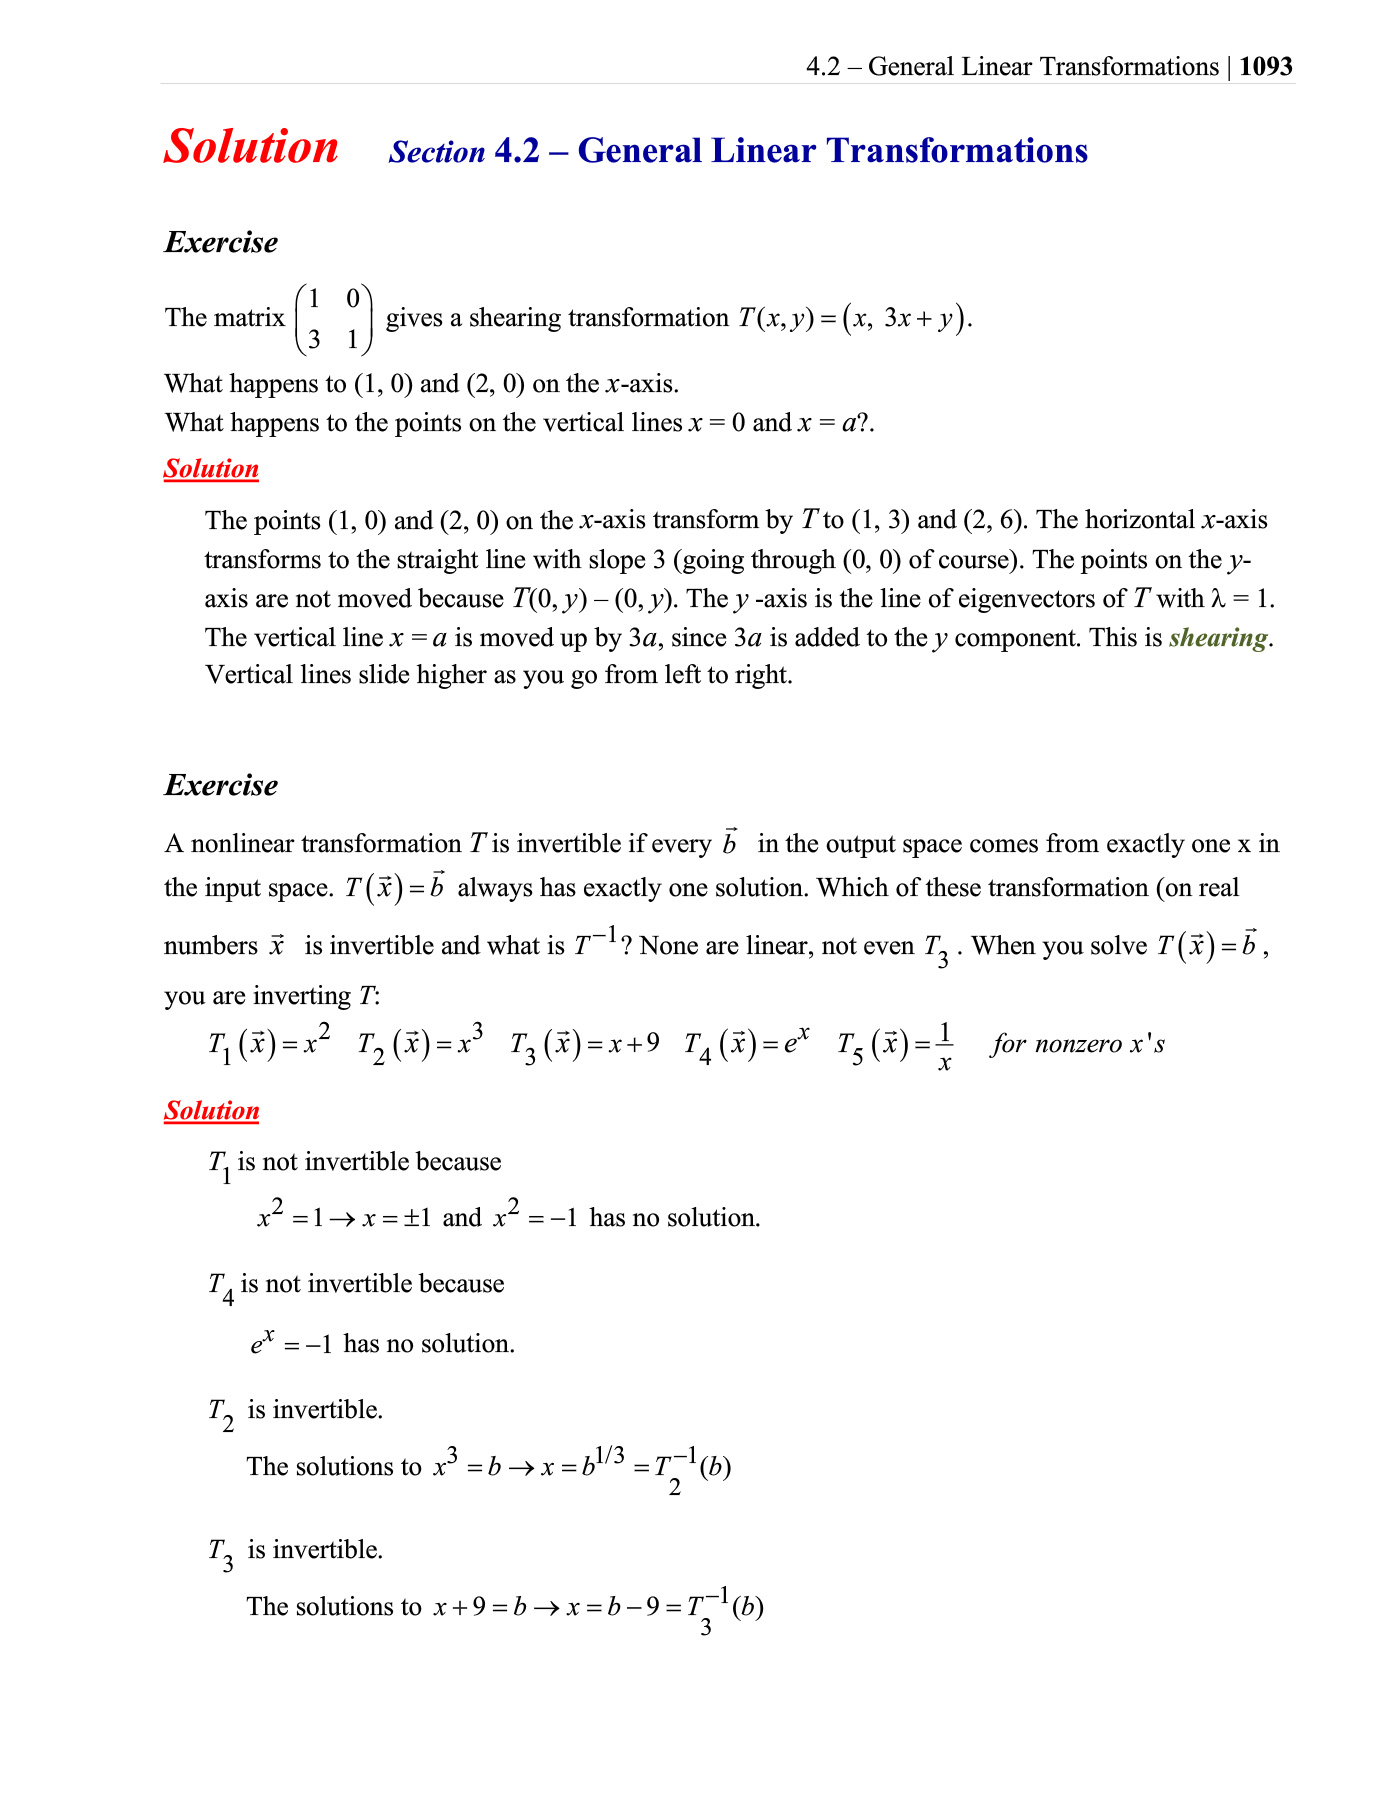 4.2 – General Linear Transformations | 1093
Solution Section 4.2 – General Linear Transformations
Exercise
The matrix \begin{pmatrix} 1 & 0 \\ 3 & 1 \end{pmatrix} gives a shearing transformation T(x, y) = (x, 3x + y).
What happens to (1, 0) and (2, 0) on the x-axis.
What happens to the points on the vertical lines x = 0 and x = a?.
Solution
The points (1, 0) and (2, 0) on the x-axis transform by T to (1, 3) and (2, 6). The horizontal x-axis
transforms to the straight line with slope 3 (going through (0, 0) of course). The points on the y-
axis are not moved because T(0, y) – (0, y). The y -axis is the line of eigenvectors of T with λ = 1.
The vertical line x = a is moved up by 3a, since 3a is added to the y component. This is shearing.
Vertical lines slide higher as you go from left to right.
Exercise
A nonlinear transformation T is invertible if every \vec{b} in the output space comes from exactly one x in
the input space. T(\vec{x}) = \vec{b} always has exactly one solution. Which of these transformation (on real
numbers \vec{x} is invertible and what is T^{-1}? None are linear, not even T_3 . When you solve T(\vec{x}) = \vec{b} ,
you are inverting T:
T_1(\vec{x}) = x^2 T_2(\vec{x}) = x^3 T_3(\vec{x}) = x + 9 T_4(\vec{x}) = e^x T_5(\vec{x}) = \frac{1}{x} for nonzero x's
Solution
T_1 is not invertible because
x^2 = 1 → x = ±1 and x^2 = −1 has no solution.
T_4 is not invertible because
e^x = −1 has no solution.
T_2 is invertible.
The solutions to x^3 = b → x = b^{1/3} = T_2^{-1}(b)
T_3 is invertible.
The solutions to x + 9 = b → x = b − 9 = T_3^{-1}(b)